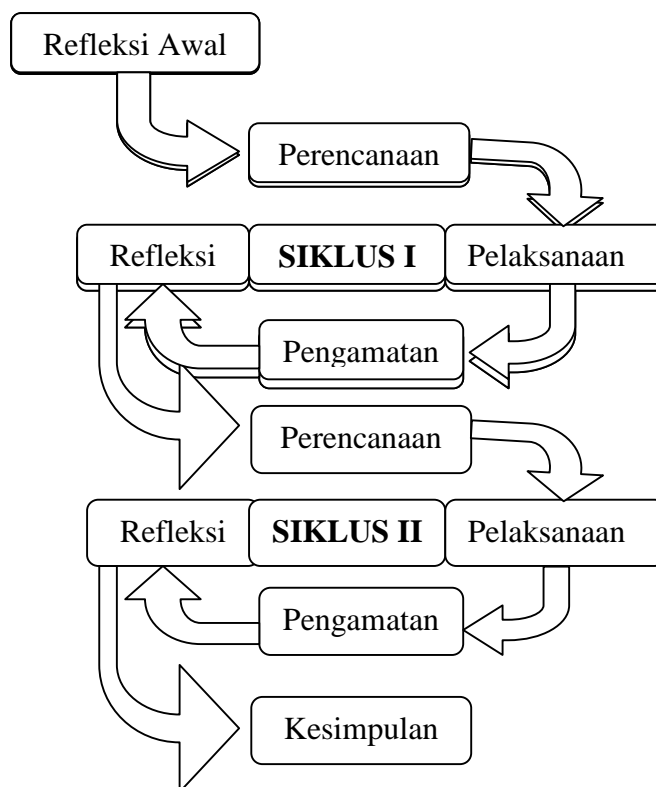 Refleksi Awal
Perencanaan
Refleksi
SIKLUS I
Pelaksanaan
Pengamatan
Perencanaan
Refleksi
SIKLUS II
Pelaksanaan
Pengamatan
Kesimpulan